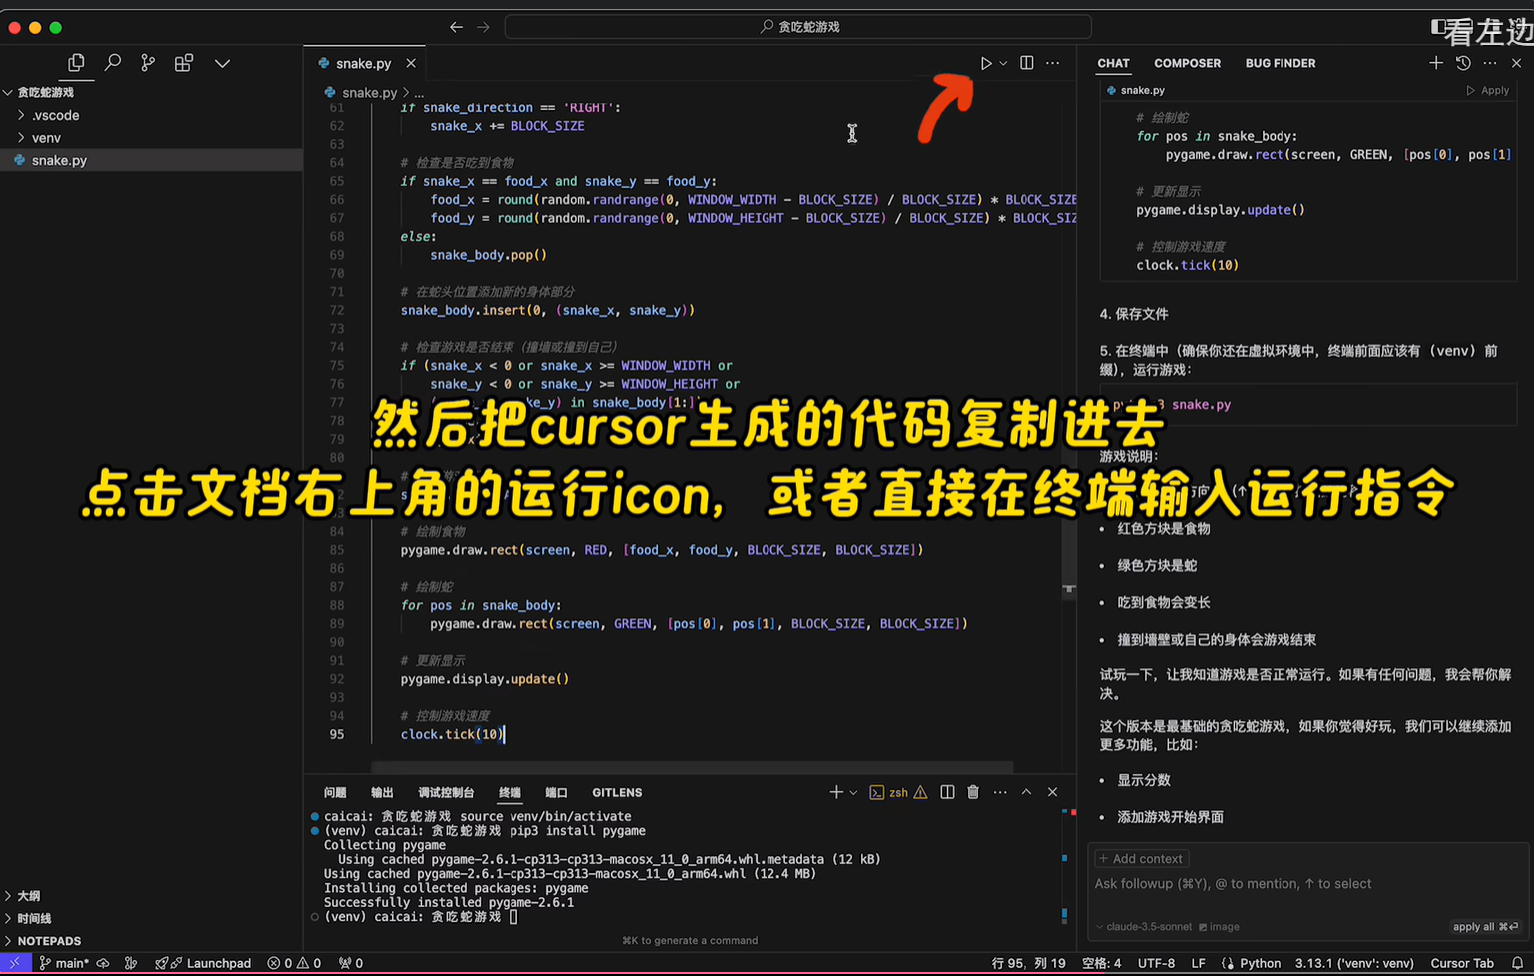 贪吃蛇游戏
看左边
贪吃蛇游戏
.vscode
venv
snake.py
大纲
时间线
NOTEPADS
snake.py
snake.py > ...
61 if snake_direction == 'RIGHT':
62 snake_x += BLOCK_SIZE
63
64 # 检查是否吃到食物
65 if snake_x == food_x and snake_y == food_y:
66 food_x = round(random.randrange(0, WINDOW_WIDTH - BLOCK_SIZE) / BLOCK_SIZE) * BLOCK_SIZE
67 food_y = round(random.randrange(0, WINDOW_HEIGHT - BLOCK_SIZE) / BLOCK_SIZE) * BLOCK_SIZ
68 else:
69 snake_body.pop()
70
71 # 在蛇头位置添加新的身体部分
72 snake_body.insert(0, (snake_x, snake_y))
73
74 # 检查游戏是否结束（撞墙或撞到自己）
75 if (snake_x < 0 or snake_x >= WINDOW_WIDTH or
76 snake_y < 0 or snake_y >= WINDOW_HEIGHT or
77 ke_y) in snake_body[1:]
78
79
80
然后把cursor生成的代码复制进去
点击文档右上角的运行icon，或者直接在终端输入运行指令
84 # 绘制食物
85 pygame.draw.rect(screen, RED, [food_x, food_y, BLOCK_SIZE, BLOCK_SIZE])
86
87 # 绘制蛇
88 for pos in snake_body:
89 pygame.draw.rect(screen, GREEN, [pos[0], pos[1], BLOCK_SIZE, BLOCK_SIZE])
90
91 # 更新显示
92 pygame.display.update()
93
94 # 控制游戏速度
95 clock.tick(10)
问题 输出 调试控制台 终端 端口 GITLENS
zsh
caicai: 贪吃蛇游戏 source venv/bin/activate
(venv) caicai: 贪吃蛇游戏 pip3 install pygame
Collecting pygame
Using cached pygame-2.6.1-cp313-cp313-macosx_11_0_arm64.whl.metadata (12 kB)
Using cached pygame-2.6.1-cp313-cp313-macosx_11_0_arm64.whl (12.4 MB)
Installing collected packages: pygame
Successfully installed pygame-2.6.1
(venv) caicai: 贪吃蛇游戏
⌘K to generate a command
CHAT COMPOSER BUG FINDER
snake.py Apply
# 绘制蛇
for pos in snake_body:
pygame.draw.rect(screen, GREEN, [pos[0], pos[1]
# 更新显示
pygame.display.update()
# 控制游戏速度
clock.tick(10)
4. 保存文件
5. 在终端中（确保你还在虚拟环境中，终端前面应该有 (venv) 前
缀），运行游戏：
3 snake.py
游戏说明：
• 红色方块是食物
• 绿色方块是蛇
• 吃到食物会变长
• 撞到墙壁或自己的身体会游戏结束
试玩一下，让我知道游戏是否正常运行。如果有任何问题，我会帮你解
决。
这个版本是最基础的贪吃蛇游戏，如果你觉得好玩，我们可以继续添加
更多功能，比如：
• 显示分数
• 添加游戏开始界面
+ Add context
Ask followup (⌘Y), @ to mention, ↑ to select
claude-3.5-sonnet image apply all ⌘⏎
main* Launchpad 0 0 0 行 95，列 19 空格: 4 UTF-8 LF Python 3.13.1 ('venv': venv) Cursor Tab